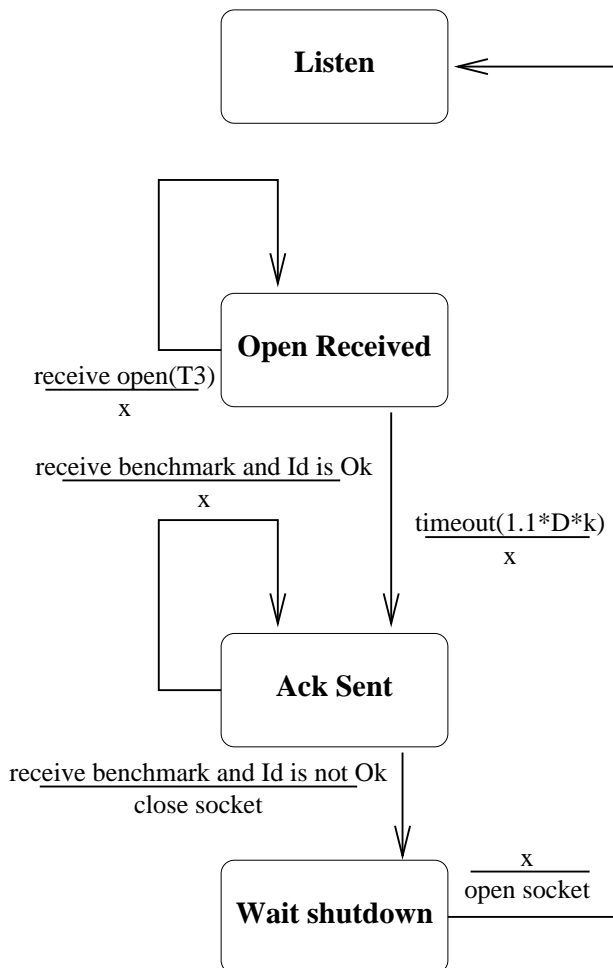 Listen
Open Received
receive open(T3)
x
receive benchmark and Id is Ok
x
timeout(1.1*D*k)
x
Ack Sent
receive benchmark and Id is not Ok
close socket
x
open socket
Wait shutdown